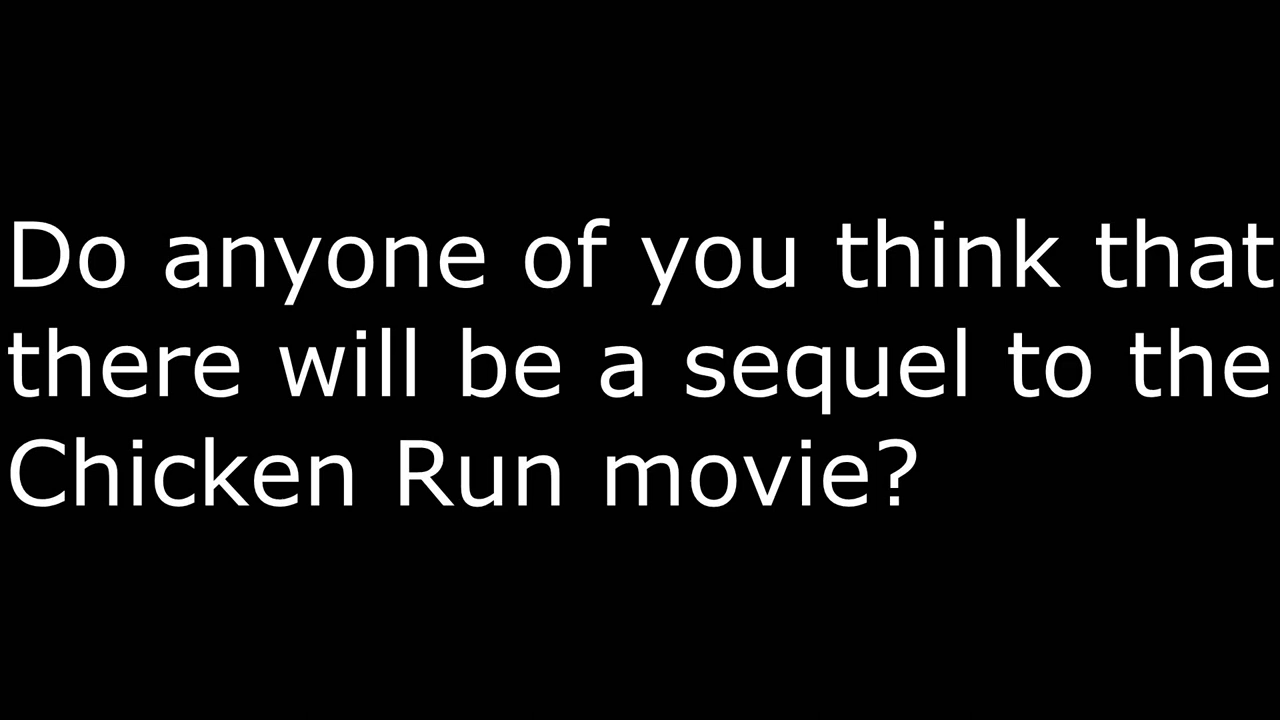 Do anyone of you think that
there will be a sequel to the
Chicken Run movie?